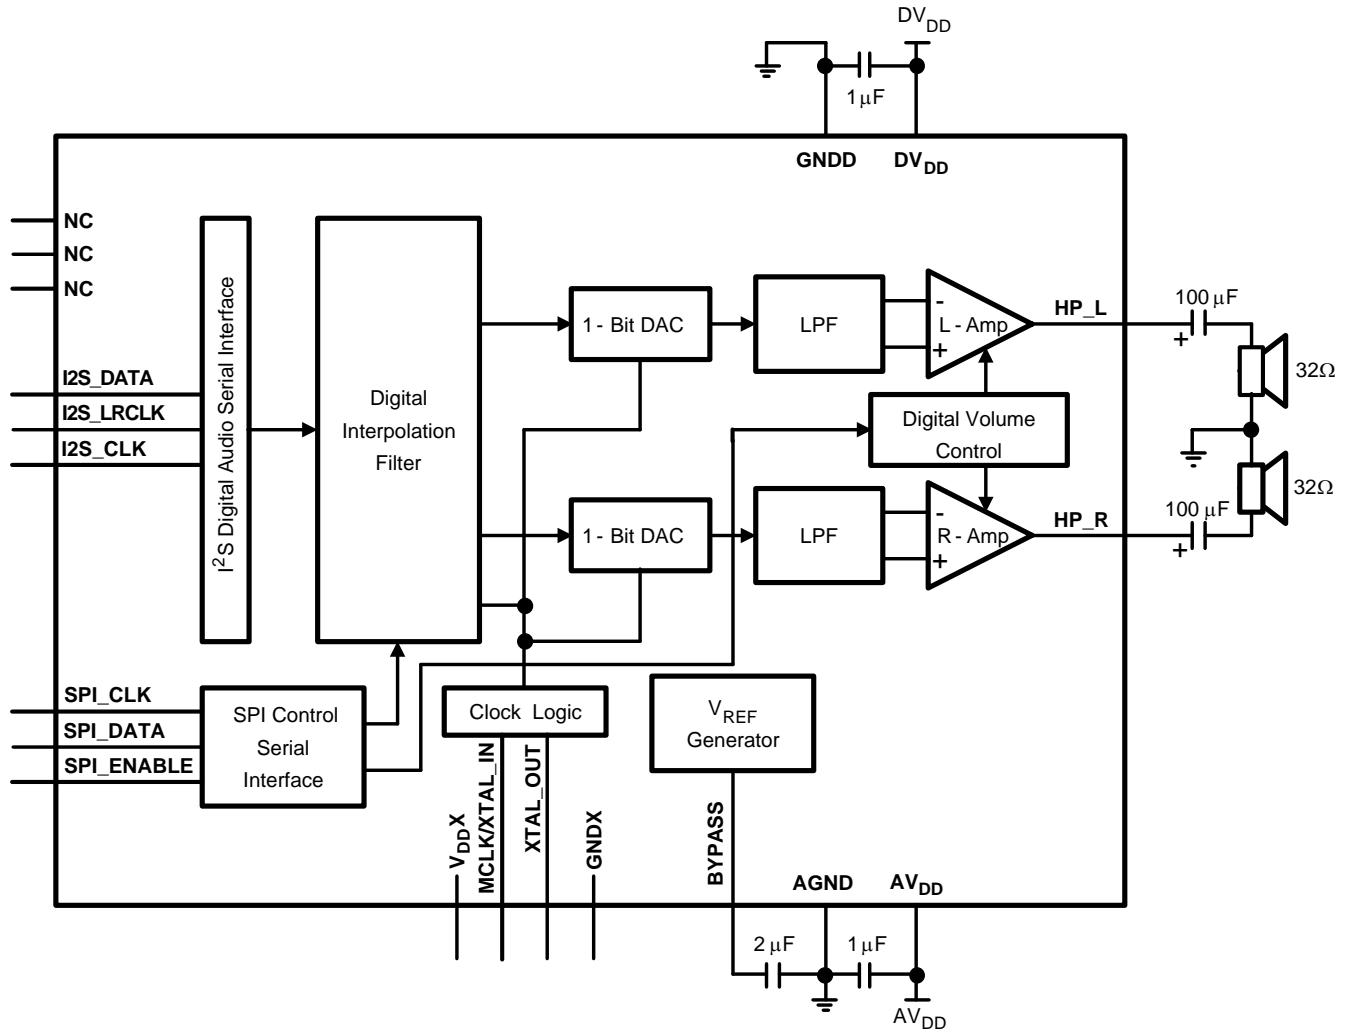 DV_DD
1 μF
GNDD
DV_DD
NC
NC
NC
I2S_DATA
I2S_LRCLK
I2S_CLK
I²S Digital Audio Serial Interface
Digital
Interpolation
Filter
1 - Bit DAC
LPF
-
L - Amp
+
HP_L
100 μF
+
32Ω
Digital Volume
Control
1 - Bit DAC
LPF
-
R - Amp
+
HP_R
100 μF
+
32Ω
SPI_CLK
SPI_DATA
SPI_ENABLE
SPI Control
Serial
Interface
Clock Logic
V_REF
Generator
V_DDX
MCLK/XTAL_IN
XTAL_OUT
GNDX
BYPASS
AGND
AV_DD
2 μF
1 μF
AV_DD